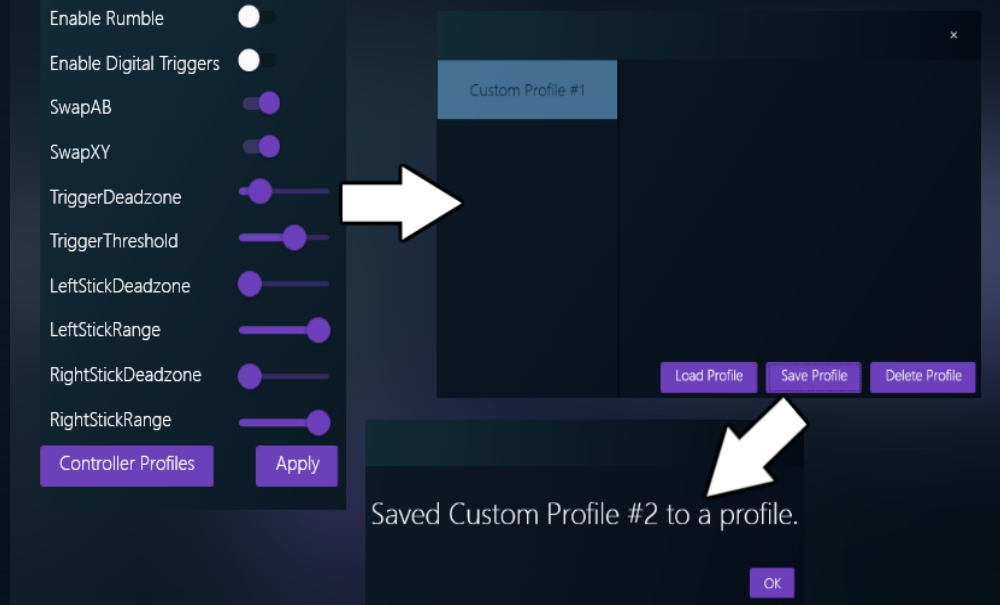 Enable Rumble
Enable Digital Triggers
SwapAB
SwapXY
TriggerDeadzone
TriggerThreshold
LeftStickDeadzone
LeftStickRange
RightStickDeadzone
RightStickRange
Controller Profiles
Apply
×
Custom Profile #1
Load Profile
Save Profile
Delete Profile
Saved Custom Profile #2 to a profile.
OK